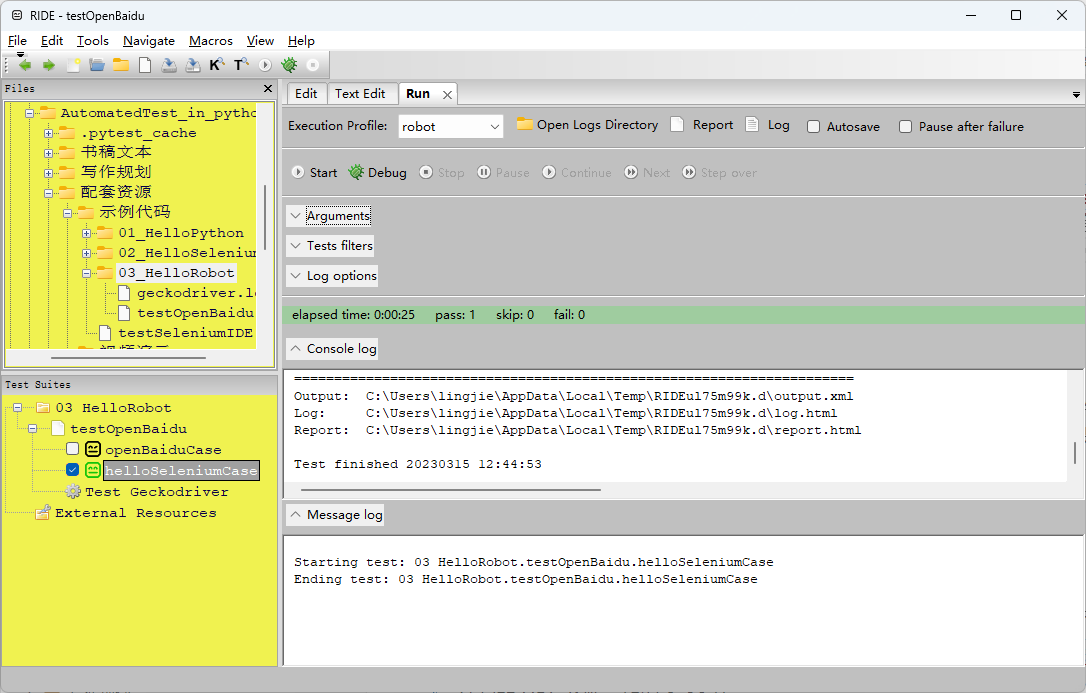 RIDE - testOpenBaidu
File Edit Tools Navigate Macros View Help
K T
Files
AutomatedTest_in_pytho
.pytest_cache
书稿文本
写作规划
配套资源
示例代码
01_HelloPython
02_HelloSeleniun
03_HelloRobot
geckodriver.lo
testOpenBaidu
testSeleniumIDE
Test Suites
03 HelloRobot
testOpenBaidu
openBaiduCase
helloSeleniumCase
Test Geckodriver
External Resources
Edit Text Edit Run
Execution Profile: robot Open Logs Directory Report Log Autosave Pause after failure
Start Debug Stop Pause Continue Next Step over
Arguments
Tests filters
Log options
elapsed time: 0:00:25 pass: 1 skip: 0 fail: 0
Console log
==============================================================================
Output: C:\Users\lingjie\AppData\Local\Temp\RIDEul75m99k.d\output.xml
Log: C:\Users\lingjie\AppData\Local\Temp\RIDEul75m99k.d\log.html
Report: C:\Users\lingjie\AppData\Local\Temp\RIDEul75m99k.d\report.html
Test finished 20230315 12:44:53
Message log
Starting test: 03 HelloRobot.testOpenBaidu.helloSeleniumCase
Ending test: 03 HelloRobot.testOpenBaidu.helloSeleniumCase